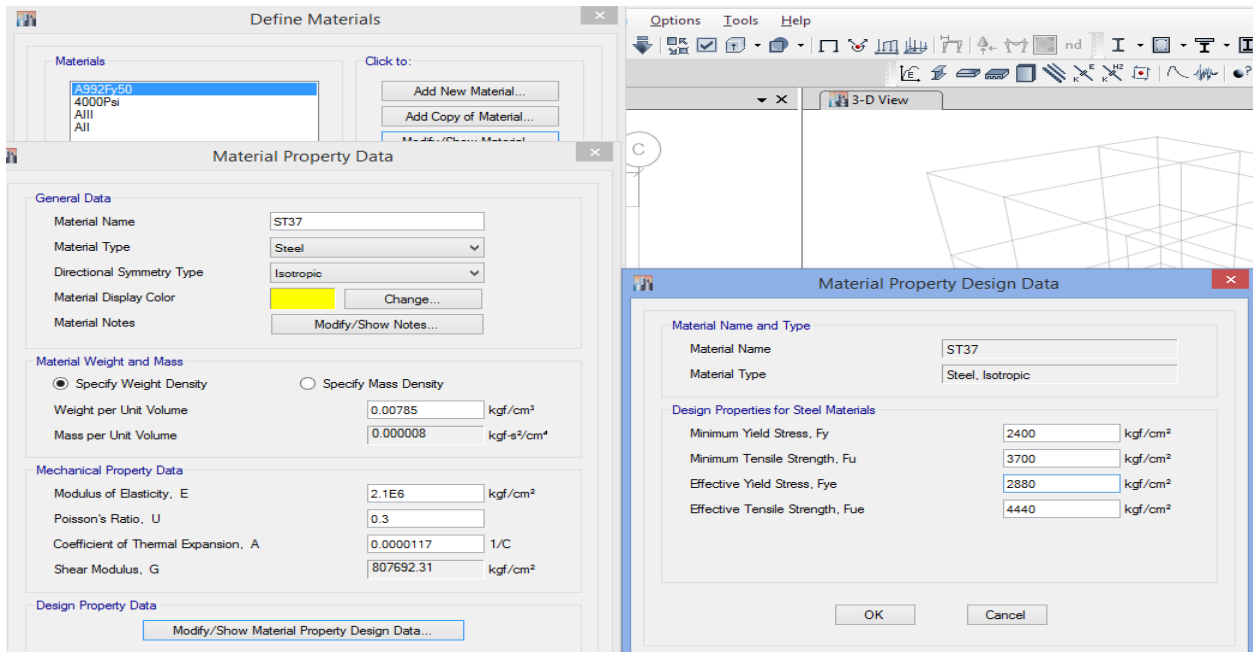 Define Materials
Materials
A992Fy50
4000Psi
AIII
AII
Click to:
Add New Material...
Add Copy of Material...
Options Tools Help
nd
3-D View
C
Material Property Data
General Data
Material Name ST37
Material Type Steel
Directional Symmetry Type Isotropic
Material Display Color Change...
Material Notes Modify/Show Notes...
Material Weight and Mass
Specify Weight Density Specify Mass Density
Weight per Unit Volume 0.00785 kgf/cm³
Mass per Unit Volume 0.000008 kgf-s²/cm⁴
Mechanical Property Data
Modulus of Elasticity, E 2.1E6 kgf/cm²
Poisson's Ratio, U 0.3
Coefficient of Thermal Expansion, A 0.0000117 1/C
Shear Modulus, G 807692.31 kgf/cm²
Design Property Data
Modify/Show Material Property Design Data...
Material Property Design Data
Material Name and Type
Material Name ST37
Material Type Steel, Isotropic
Design Properties for Steel Materials
Minimum Yield Stress, Fy 2400 kgf/cm²
Minimum Tensile Strength, Fu 3700 kgf/cm²
Effective Yield Stress, Fye 2880 kgf/cm²
Effective Tensile Strength, Fue 4440 kgf/cm²
OK Cancel